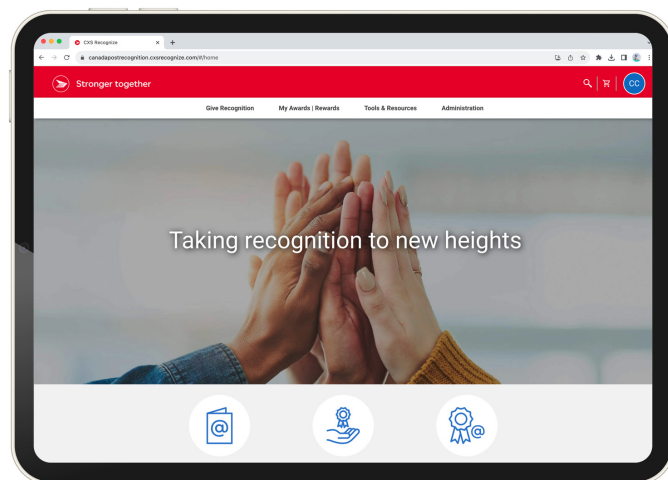 CXS Recognize
canadapostrecognition.cxsrecognize.com/#/home
Stronger together
CC
Give Recognition
My Awards | Rewards
Tools & Resources
Administration
Taking recognition to new heights
@
@